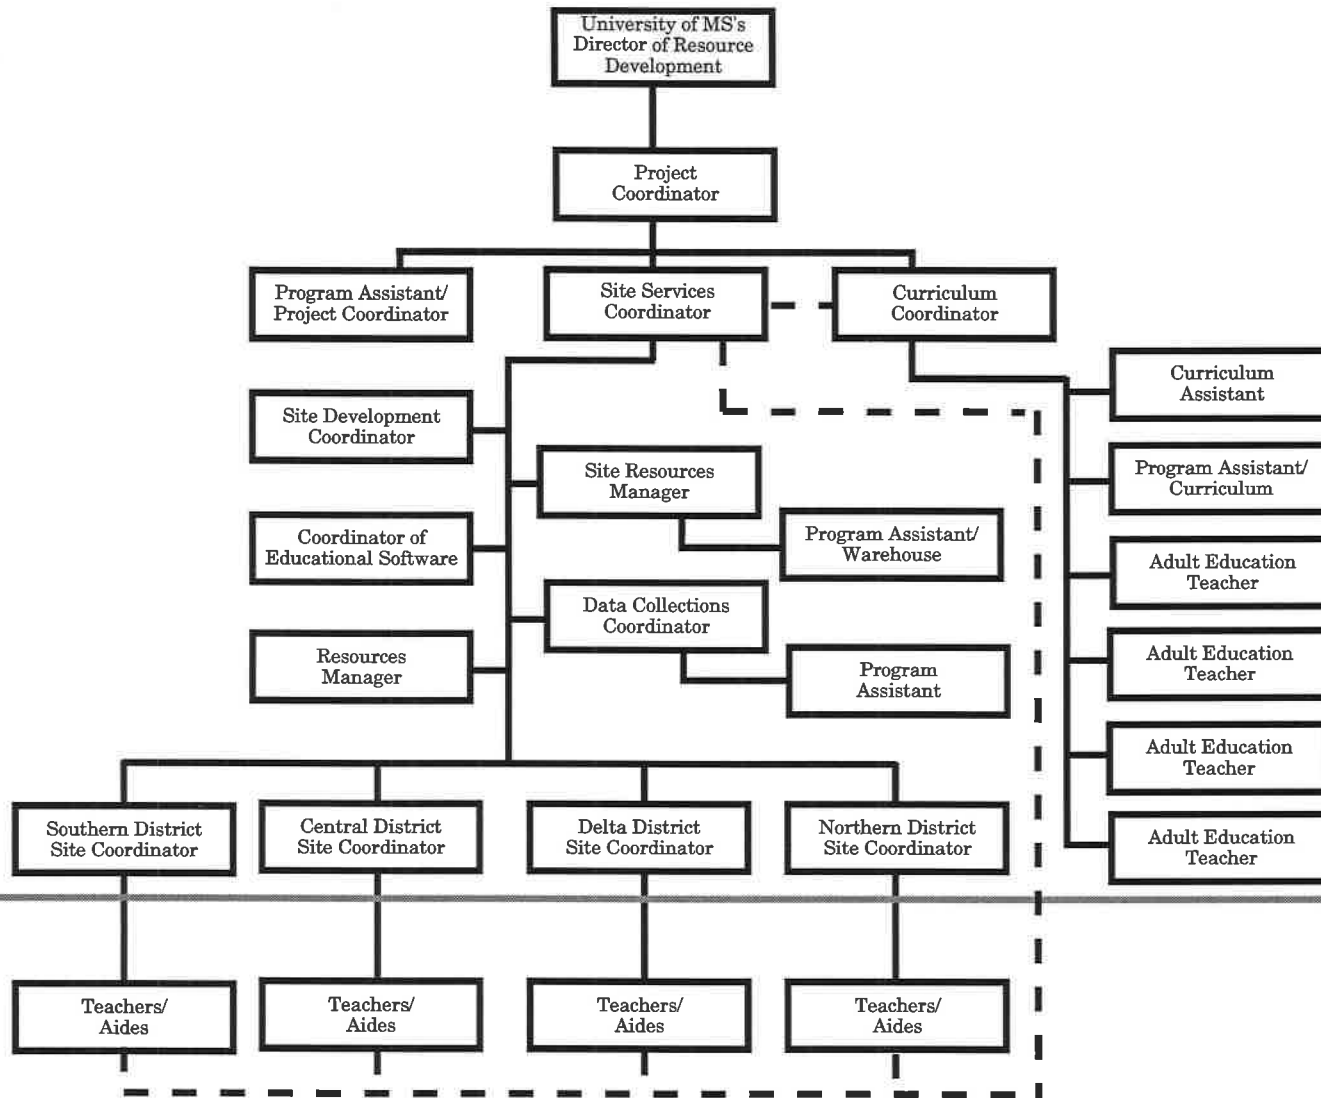 University of MS's
Director of Resource
Development
Project
Coordinator
Program Assistant/
Project Coordinator
Site Services
Coordinator
Curriculum
Coordinator
Curriculum
Assistant
Site Development
Coordinator
Site Resources
Manager
Program Assistant/
Curriculum
Coordinator of
Educational Software
Program Assistant/
Warehouse
Adult Education
Teacher
Data Collections
Coordinator
Resources
Manager
Program
Assistant
Adult Education
Teacher
Adult Education
Teacher
Southern District
Site Coordinator
Central District
Site Coordinator
Delta District
Site Coordinator
Northern District
Site Coordinator
Adult Education
Teacher
Teachers/
Aides
Teachers/
Aides
Teachers/
Aides
Teachers/
Aides